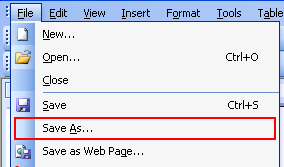 File Edit View Insert Format Tools Table
New...
Open... Ctrl+O
Close
Save Ctrl+S
Save As...
Save as Web Page...